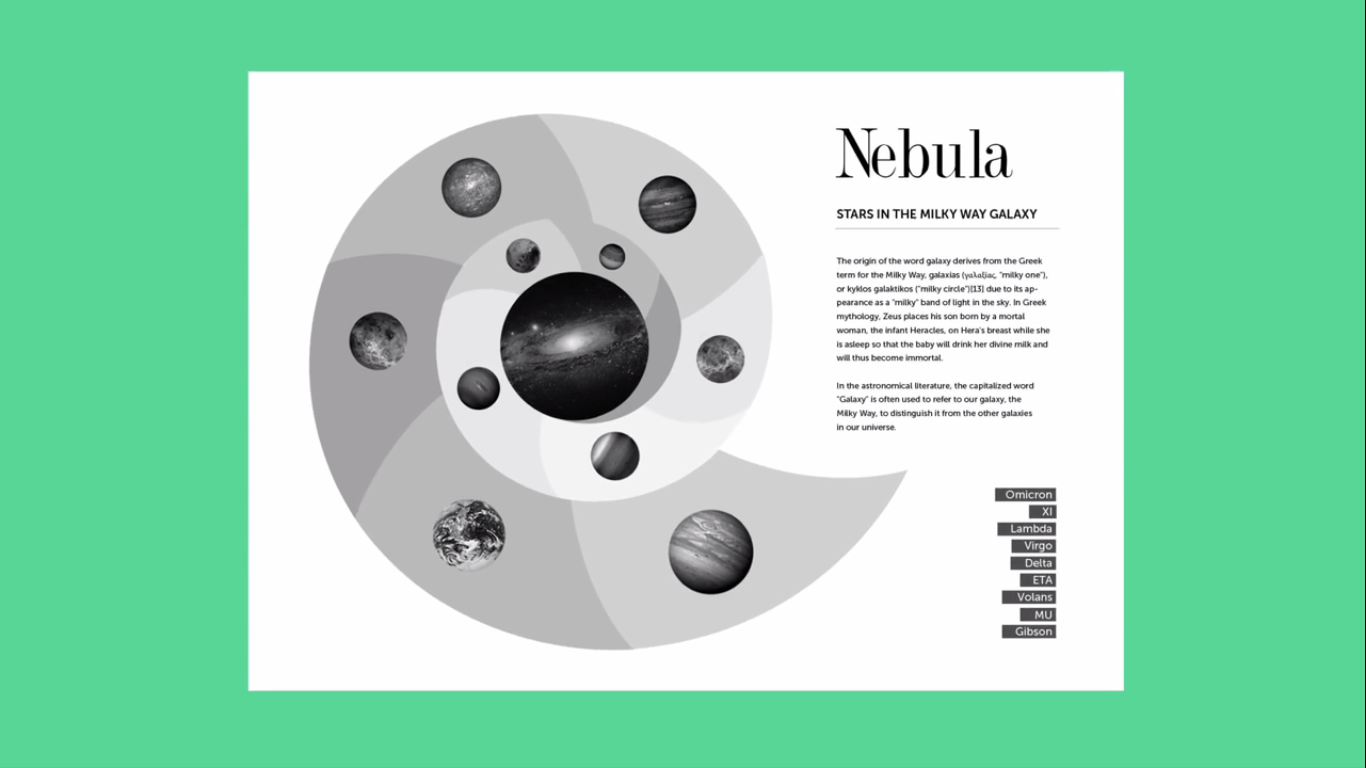 Nebula
STARS IN THE MILKY WAY GALAXY
The origin of the word galaxy derives from the Greek
term for the Milky Way, galaxias (γαλαξίας, "milky one"),
or kyklos galaktikos ("milky circle")[13] due to its ap-
pearance as a "milky" band of light in the sky. In Greek
mythology, Zeus places his son born by a mortal
woman, the infant Heracles, on Hera's breast while she
is asleep so that the baby will drink her divine milk and
will thus become immortal.
In the astronomical literature, the capitalized word
"Galaxy" is often used to refer to our galaxy, the
Milky Way, to distinguish it from the other galaxies
in our universe.
Omicron
XI
Lambda
Virgo
Delta
ETA
Volans
MU
Gibson